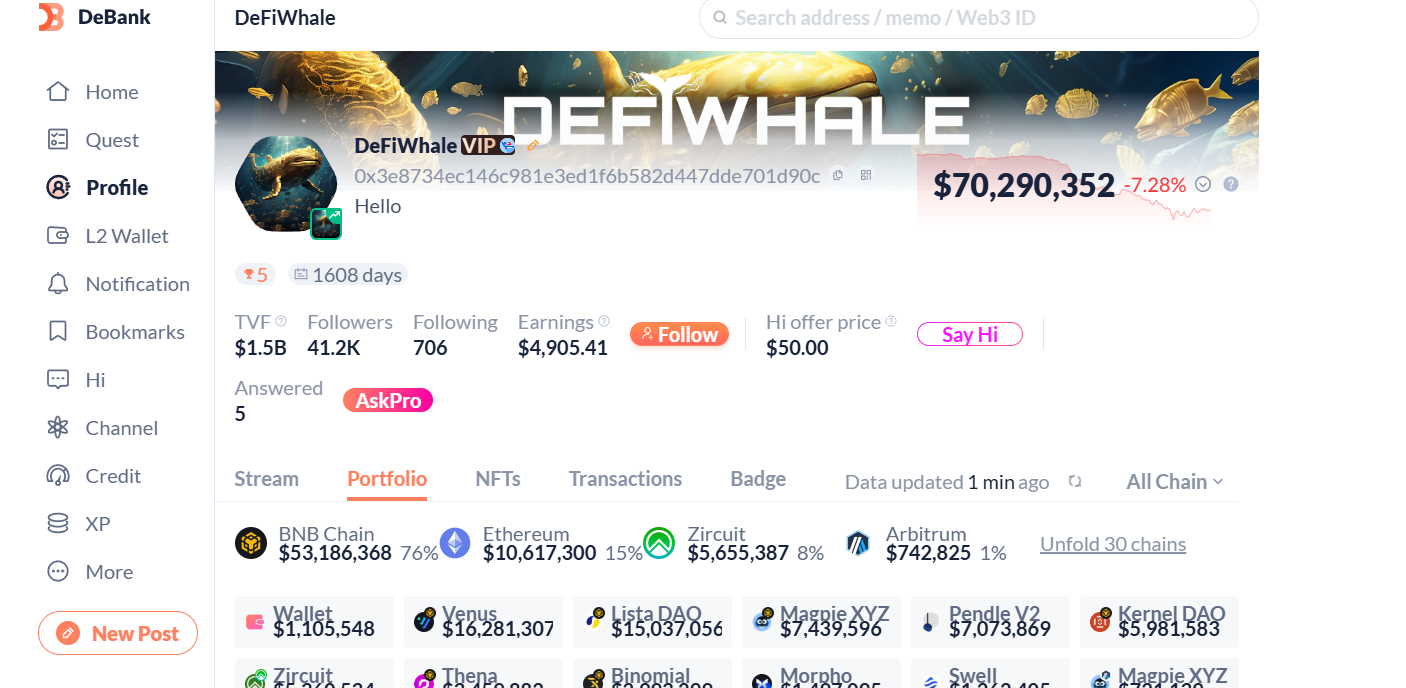 DeBank
DeFiWhale
Search address / memo / Web3 ID
Home
Quest
Profile
L2 Wallet
Notification
Bookmarks
Hi
Channel
Credit
XP
More
New Post
DEFIWHALE
DeFiWhale VIP
0x3e8734ec146c981e3ed1f6b582d447dde701d90c
Hello
$70,290,352 -7.28%
5 1608 days
TVF Followers Following Earnings Follow Hi offer price Say Hi
$1.5B 41.2K 706 $4,905.41 $50.00
Answered AskPro
5
Stream Portfolio NFTs Transactions Badge Data updated 1 min ago All Chain
BNB Chain Ethereum Zircuit Arbitrum Unfold 30 chains
$53,186,368 76% $10,617,300 15% $5,655,387 8% $742,825 1%
Wallet Venus Lista DAO Magpie XYZ Pendle V2 Kernel DAO
$1,105,548 $16,281,307 $15,037,056 $7,439,596 $7,073,869 $5,981,583
Zircuit Thena Binomial Morpho Swell Magpie XYZ